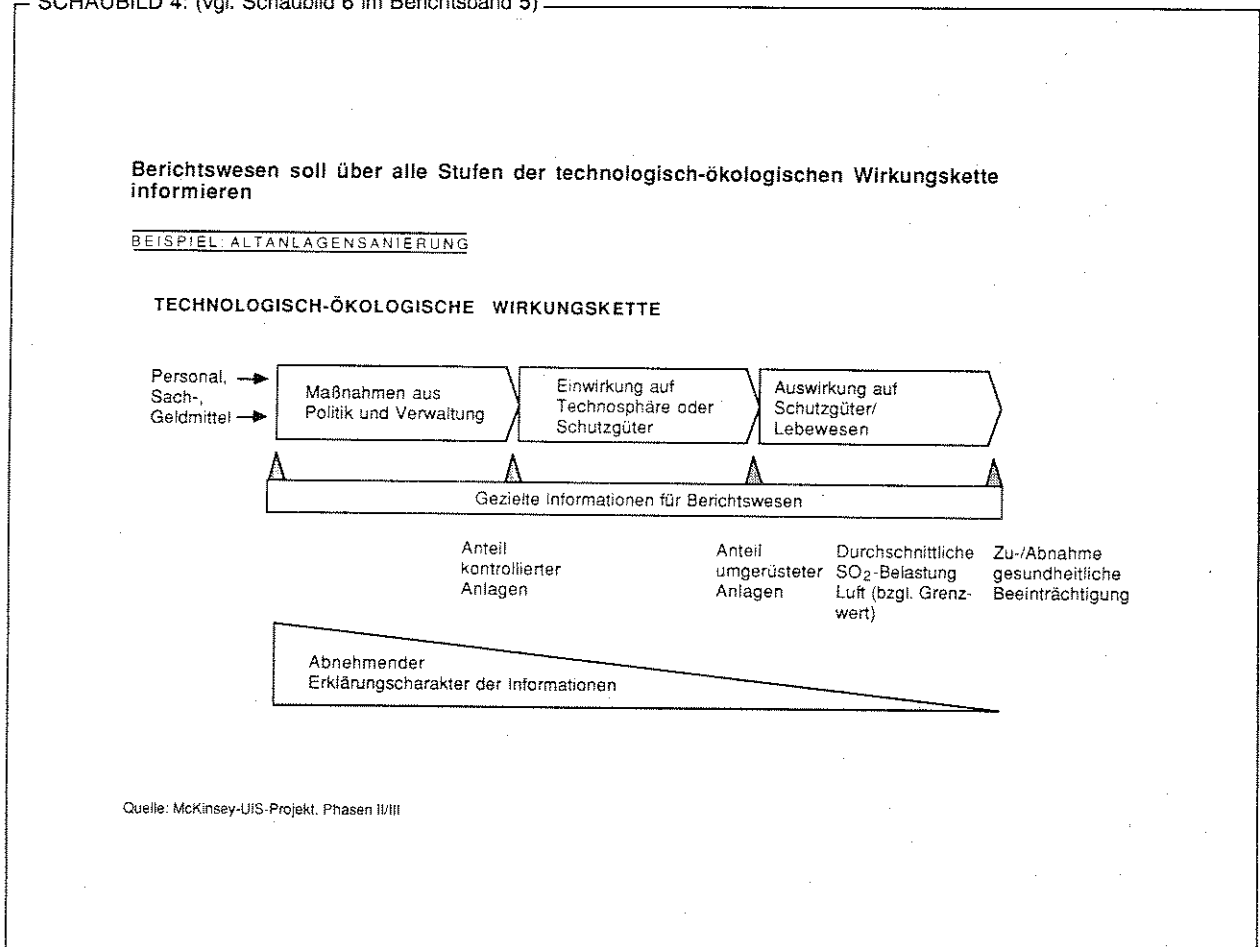 SCHAUBILD 4: (vgl. Schaubild 6 im Berichtsband 5)
Berichtswesen soll über alle Stufen der technologisch-ökologischen Wirkungskette
informieren
BEISPIEL: ALTANLAGENSANIERUNG
TECHNOLOGISCH-ÖKOLOGISCHE WIRKUNGSKETTE
Personal,
Sach-,
Geldmittel
Maßnahmen aus
Politik und Verwaltung
Einwirkung auf
Technosphäre oder
Schutzgüter
Auswirkung auf
Schutzgüter/
Lebewesen
Gezielte Informationen für Berichtswesen
Anteil
kontrollierter
Anlagen
Anteil
umgerüsteter
Anlagen
Durchschnittliche
SO2-Belastung
Luft (bzgl. Grenz-
wert)
Zu-/Abnahme
gesundheitliche
Beeinträchtigung
Abnehmender
Erklärungscharakter der Informationen
Quelle: McKinsey-UIS-Projekt. Phasen II/III